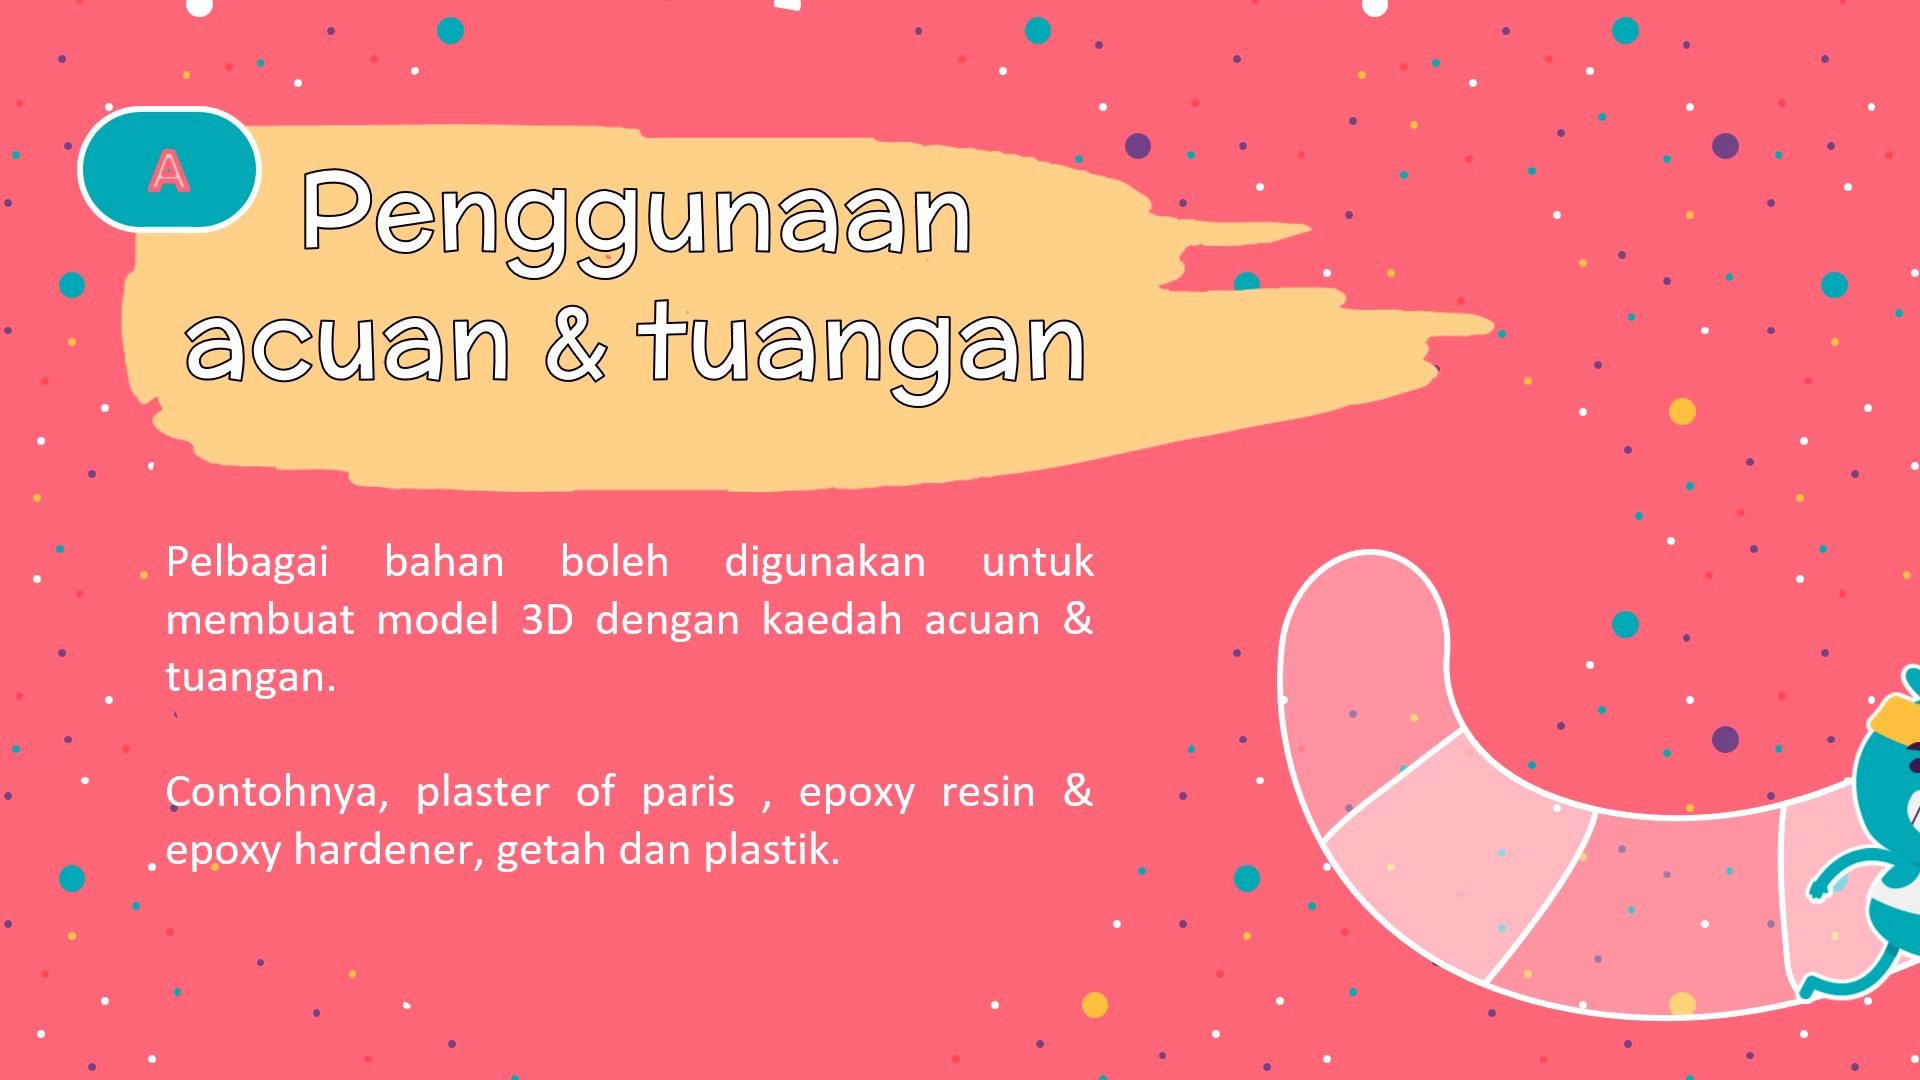 A
Penggunaan
acuan & tuangan
Pelbagai bahan boleh digunakan untuk
membuat model 3D dengan kaedah acuan &
tuangan.
Contohnya, plaster of paris , epoxy resin &
epoxy hardener, getah dan plastik.